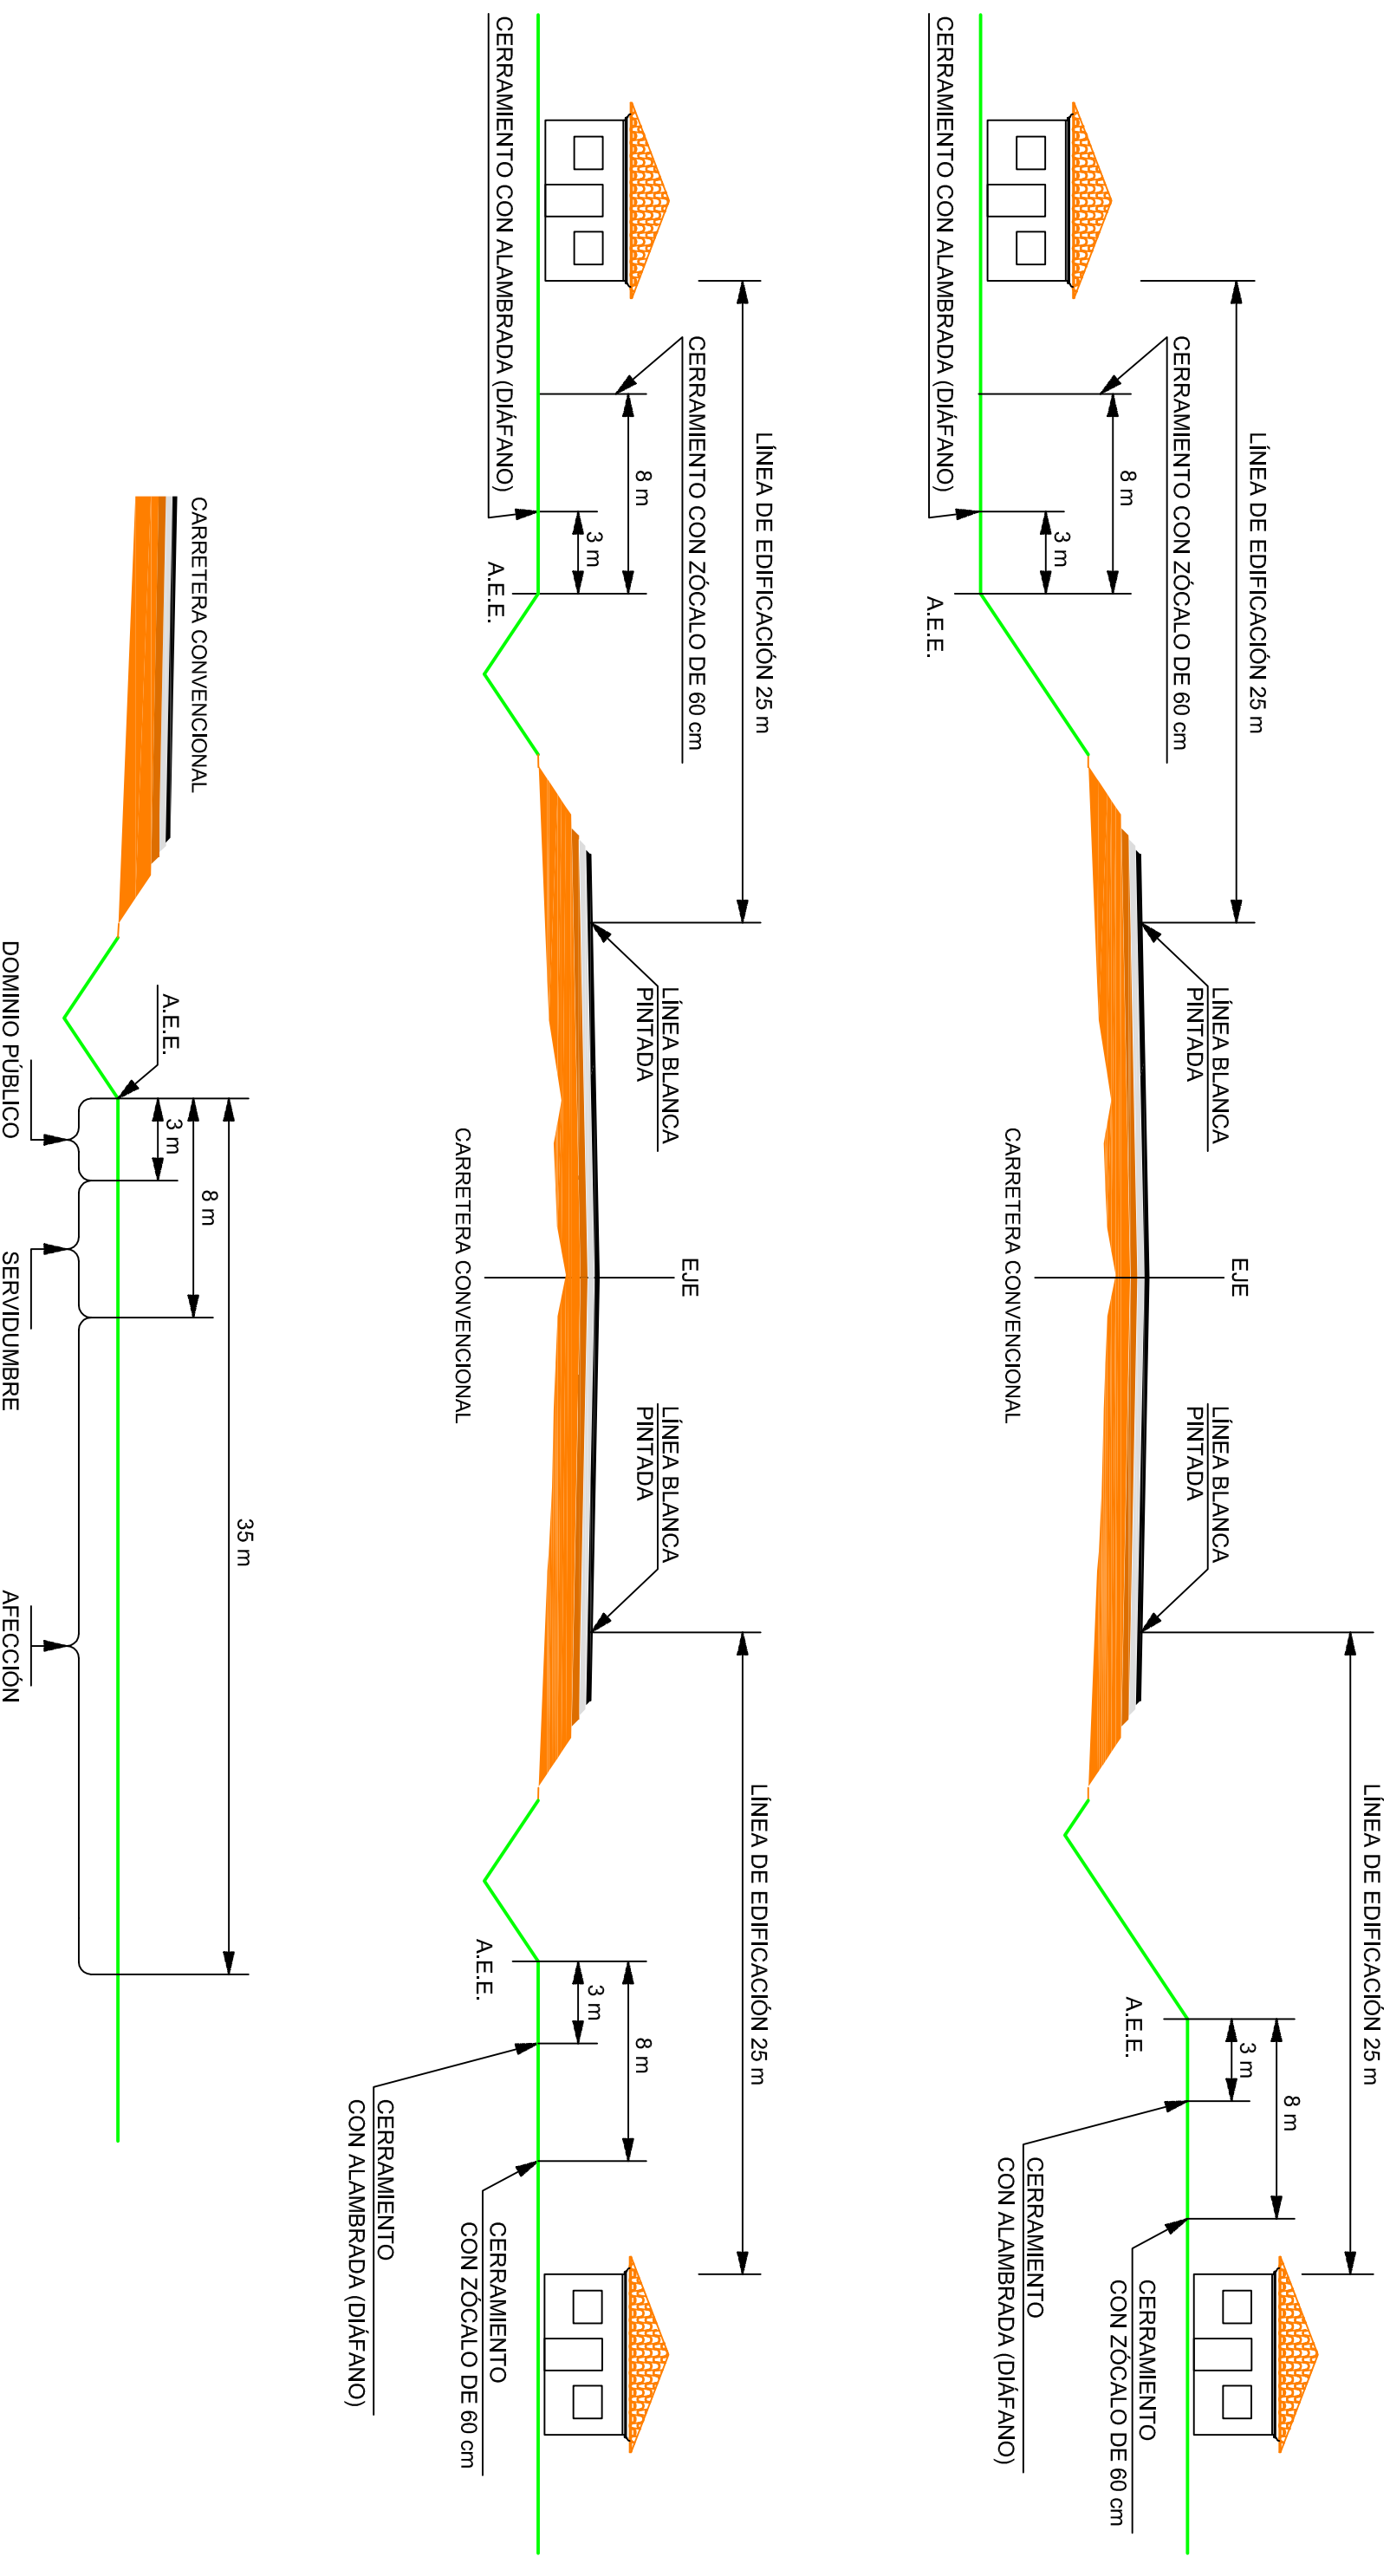 LÍNEA DE EDIFICACIÓN 25 m
LÍNEA DE EDIFICACIÓN 25 m
CERRAMIENTO CON ZÓCALO DE 60 cm
8 m
3 m
A.E.E.
CERRAMIENTO CON ALAMBRADA (DIÁFANO)
LÍNEA BLANCA
PINTADA
EJE
CARRETERA CONVENCIONAL
LÍNEA BLANCA
PINTADA
8 m
3 m
A.E.E.
CERRAMIENTO
CON ZÓCALO DE 60 cm
CERRAMIENTO
CON ALAMBRADA (DIÁFANO)
LÍNEA DE EDIFICACIÓN 25 m
LÍNEA DE EDIFICACIÓN 25 m
CERRAMIENTO CON ZÓCALO DE 60 cm
8 m
3 m
A.E.E.
CERRAMIENTO CON ALAMBRADA (DIÁFANO)
LÍNEA BLANCA
PINTADA
EJE
CARRETERA CONVENCIONAL
LÍNEA BLANCA
PINTADA
8 m
3 m
A.E.E.
CERRAMIENTO
CON ZÓCALO DE 60 cm
CERRAMIENTO
CON ALAMBRADA (DIÁFANO)
CARRETERA CONVENCIONAL
35 m
8 m
3 m
A.E.E.
DOMINIO PÚBLICO
SERVIDUMBRE
AFECCIÓN